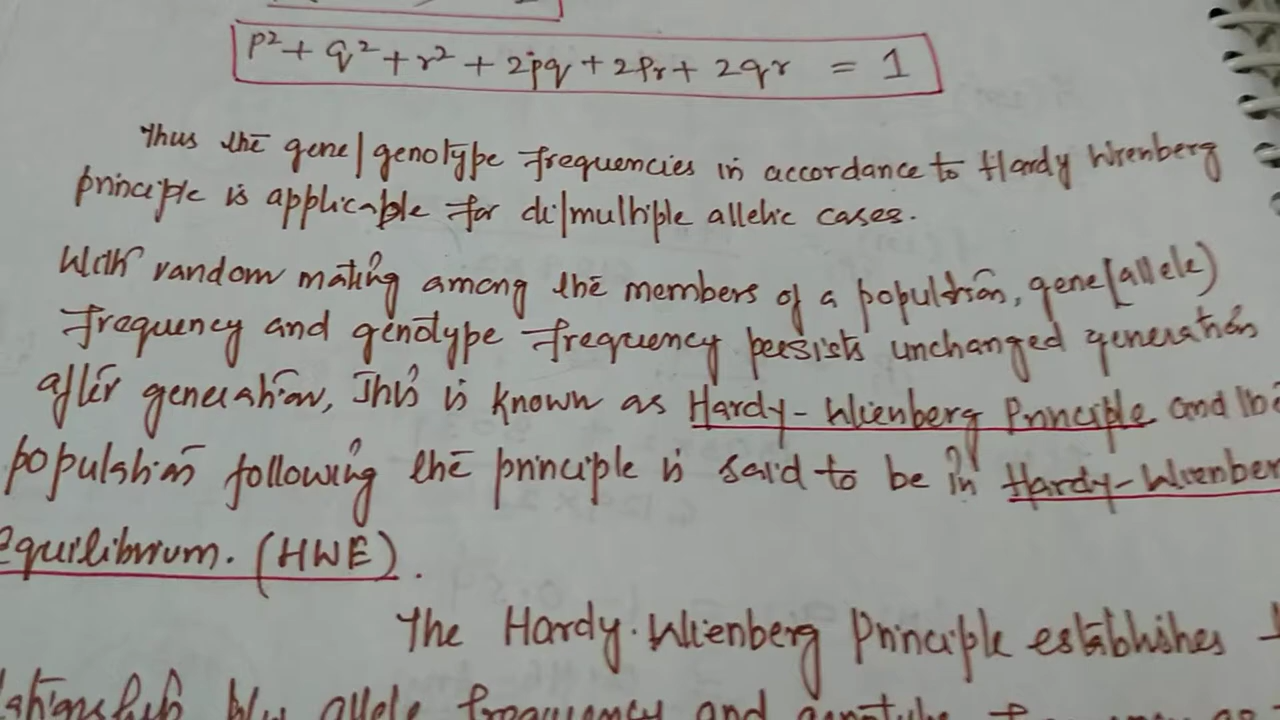 p² + q² + r² + 2pq + 2pr + 2qr = 1
Thus the gene/genotype frequencies in accordance to Hardy Wienberg
principle is applicable for di/multiple allelic cases.
With random mating among the members of a population, gene (allele)
frequency and genotype frequency persists unchanged generation
after generation, This is known as Hardy-Wienberg Principle and
population following the principle is said to be in Hardy-Wienber
equilibrium. (HWE).
The Hardy-Wienberg Principle establishes
allele frequency and